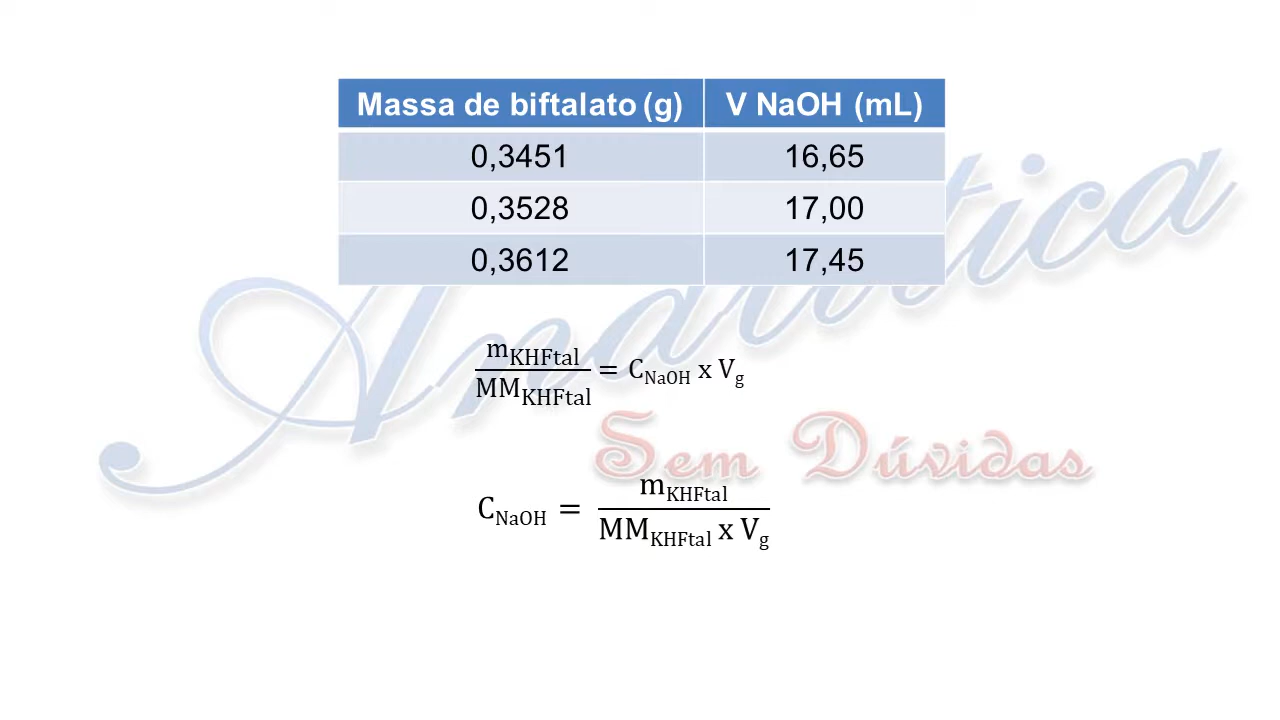 Massa de biftalato (g) V NaOH (mL)
0,3451 16,65
0,3528 17,00
0,3612 17,45
Analítica
Sem Dúvidas
m_KHFtal / MM_KHFtal = C_NaOH x V_g
C_NaOH = m_KHFtal / MM_KHFtal x V_g